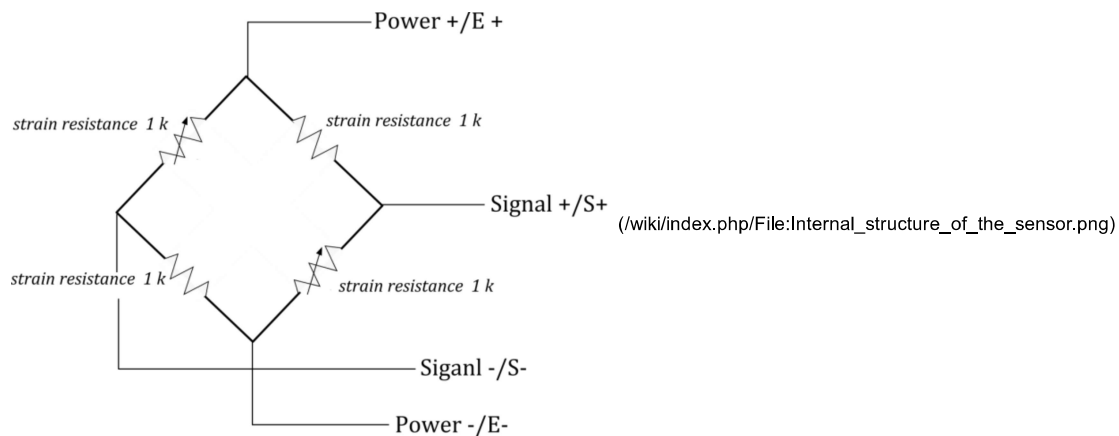 Power +/E +
strain resistance 1 k
strain resistance 1 k
Signal +/S+
(/wiki/index.php/File:Internal_structure_of_the_sensor.png)
strain resistance 1 k
strain resistance 1 k
Siganl -/S-
Power -/E-